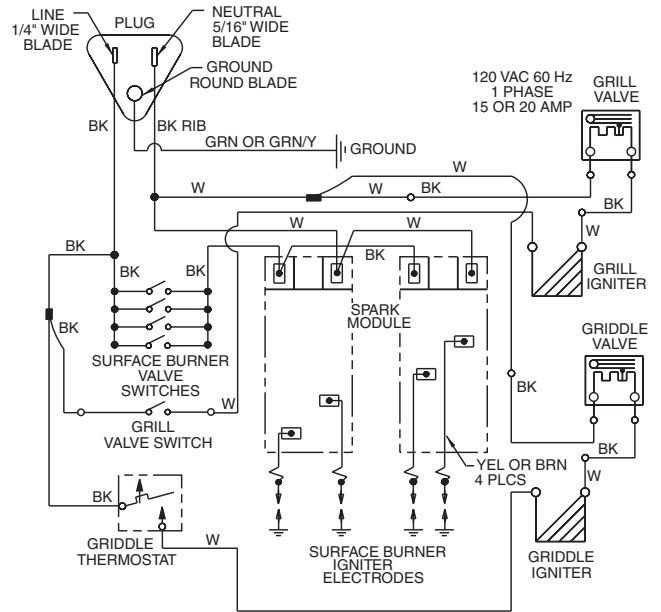 LINE
1/4" WIDE
BLADE
PLUG
NEUTRAL
5/16" WIDE
BLADE
GROUND
ROUND BLADE
120 VAC 60 Hz
1 PHASE
15 OR 20 AMP
GRILL
VALVE
BK
BK RIB
GRN OR GRN/Y
GROUND
W
W
W
BK
W
W
W
BK
BK
BK
BK
W
GRILL
IGNITER
BK
SPARK
MODULE
GRIDDLE
VALVE
SURFACE BURNER
VALVE
SWITCHES
W
BK
GRILL
VALVE SWITCH
BK
YEL OR BRN
4 PLCS
W
BK
GRIDDLE
THERMOSTAT
W
SURFACE BURNER
IGNITER
ELECTRODES
GRIDDLE
IGNITER